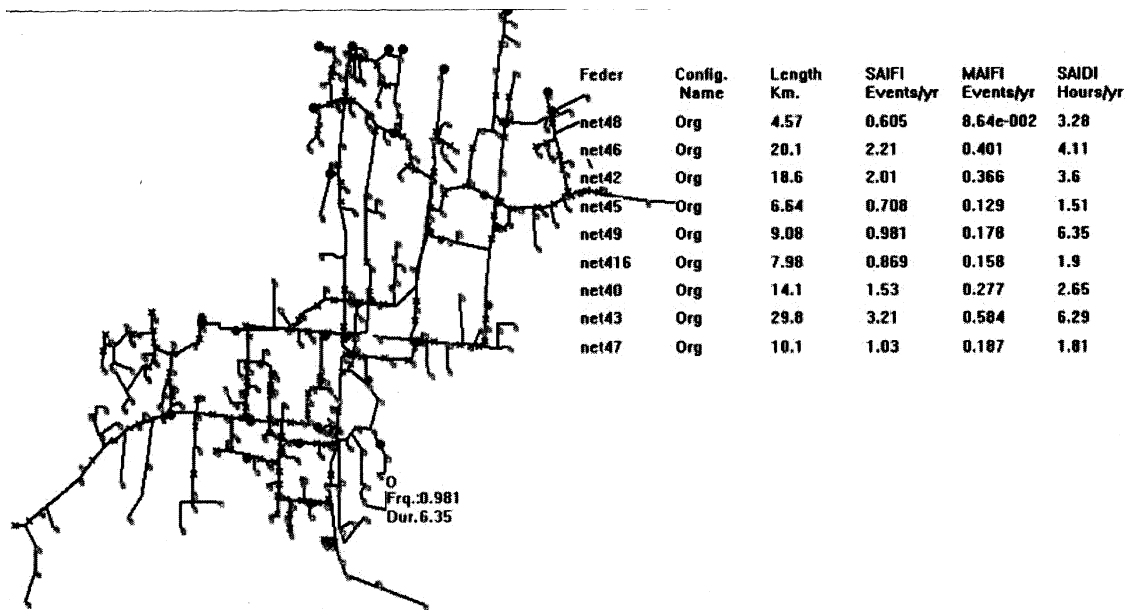 Feder Config. Name Length Km. SAIFI Events/yr MAIFI Events/yr SAIDI Hours/yr
net48 Org 4.57 0.605 8.64e-002 3.28
net46 Org 20.1 2.21 0.401 4.11
net42 Org 18.6 2.01 0.366 3.6
net45 Org 6.64 0.708 0.129 1.51
net49 Org 9.08 0.981 0.178 6.35
net416 Org 7.98 0.869 0.158 1.9
net40 Org 14.1 1.53 0.277 2.65
net43 Org 29.8 3.21 0.584 6.29
net47 Org 10.1 1.03 0.187 1.81
O
Frq.:0.981
Dur.6.35